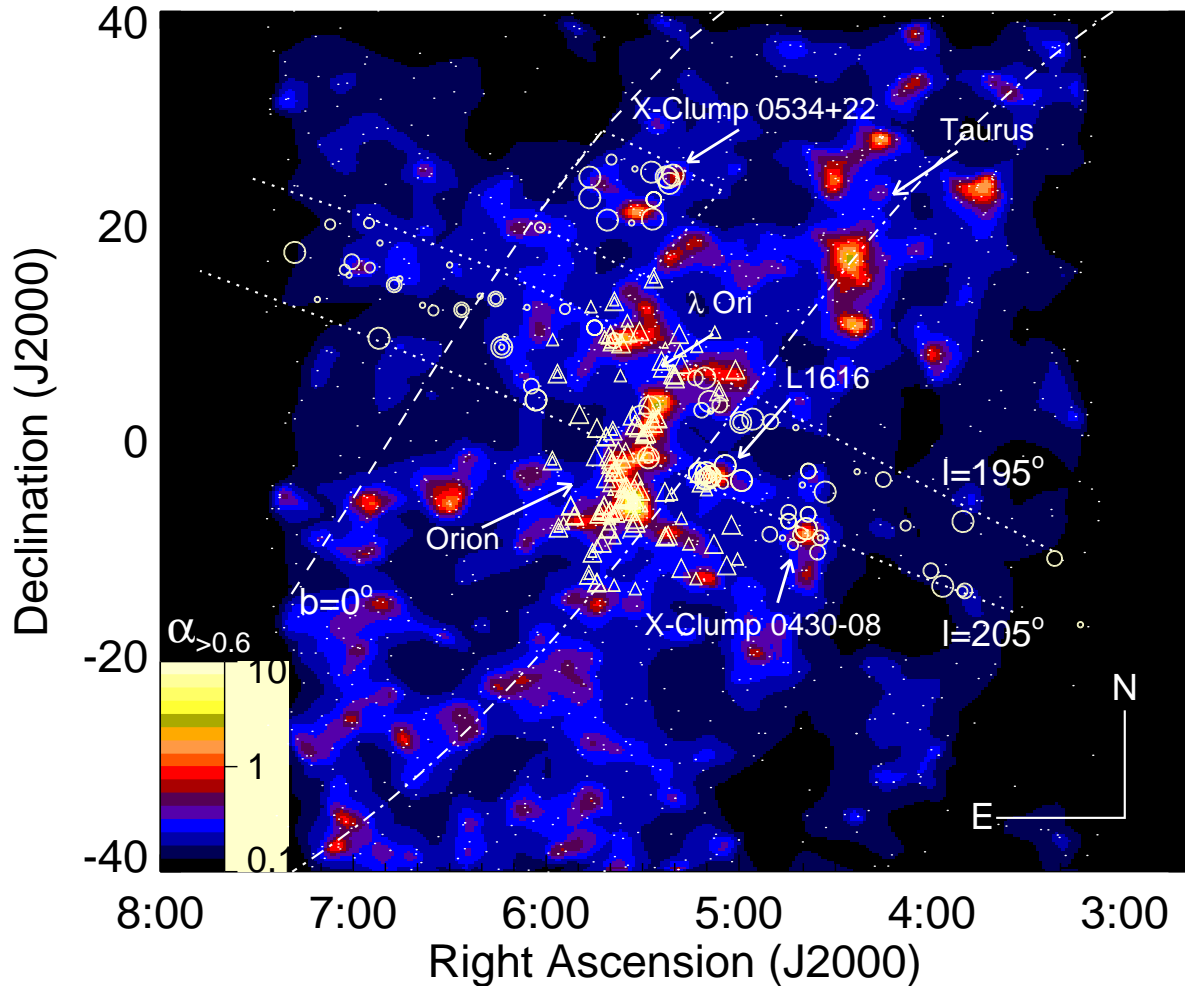 40
X-Clump 0534+22
Taurus
20
λ Ori
L1616
0
l=195°
Orion
b=0°
X-Clump 0430-08
l=205°
α>0.6
-20
10
1
0.1
N
E
-40
8:00 7:00 6:00 5:00 4:00 3:00
Right Ascension (J2000)
Declination (J2000)